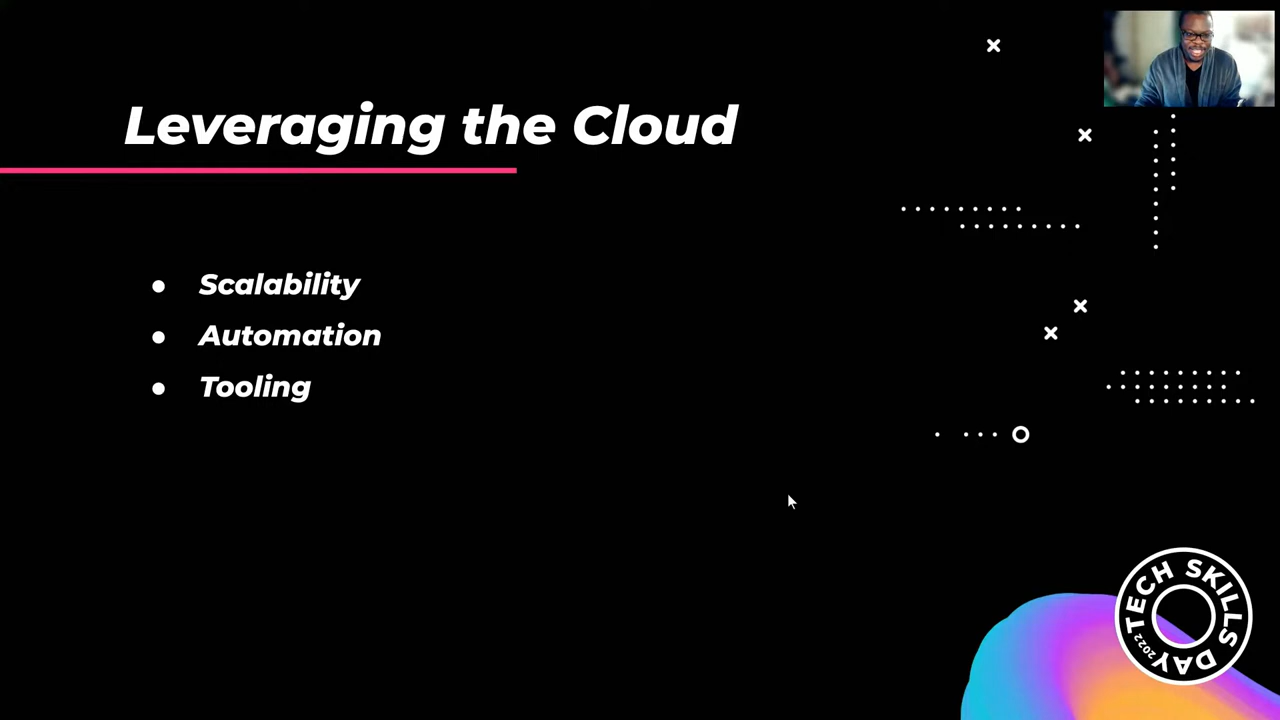 Leveraging the Cloud
● Scalability
● Automation
● Tooling
TECH SKILLS DAY 2022